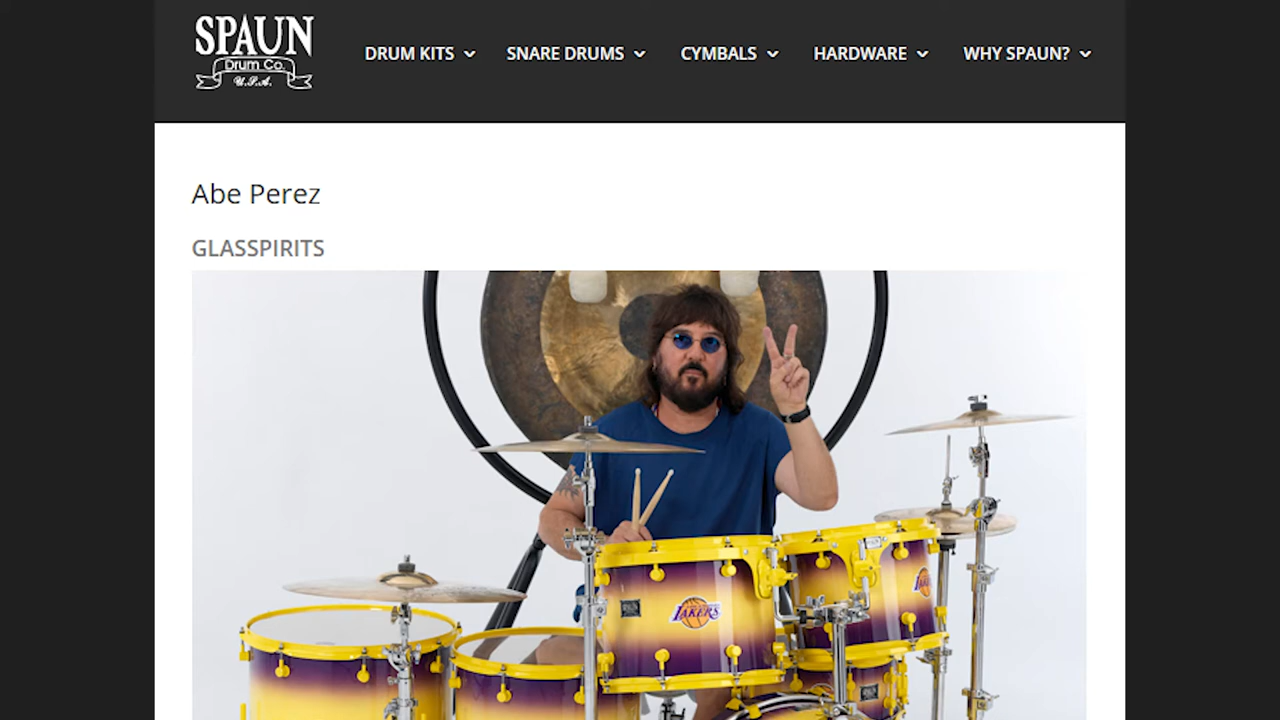 SPAUN
Drum Co.
U.S.A.
DRUM KITS
SNARE DRUMS
CYMBALS
HARDWARE
WHY SPAUN?
Abe Perez
GLASSPIRITS
LAKERS